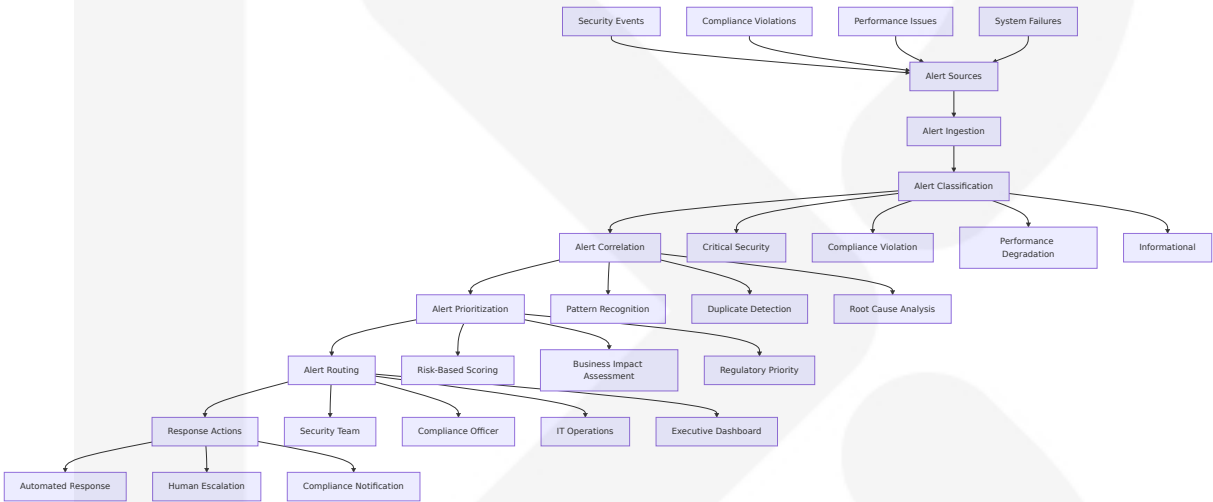 Security Events
Compliance Violations
Performance Issues
System Failures
Alert Sources
Alert Ingestion
Alert Classification
Alert Correlation
Critical Security
Compliance Violation
Performance
Degradation
Informational
Alert Prioritization
Pattern Recognition
Duplicate Detection
Root Cause Analysis
Alert Routing
Risk-Based Scoring
Business Impact
Assessment
Regulatory Priority
Response Actions
Security Team
Compliance Officer
IT Operations
Executive Dashboard
Automated Response
Human Escalation
Compliance Notification